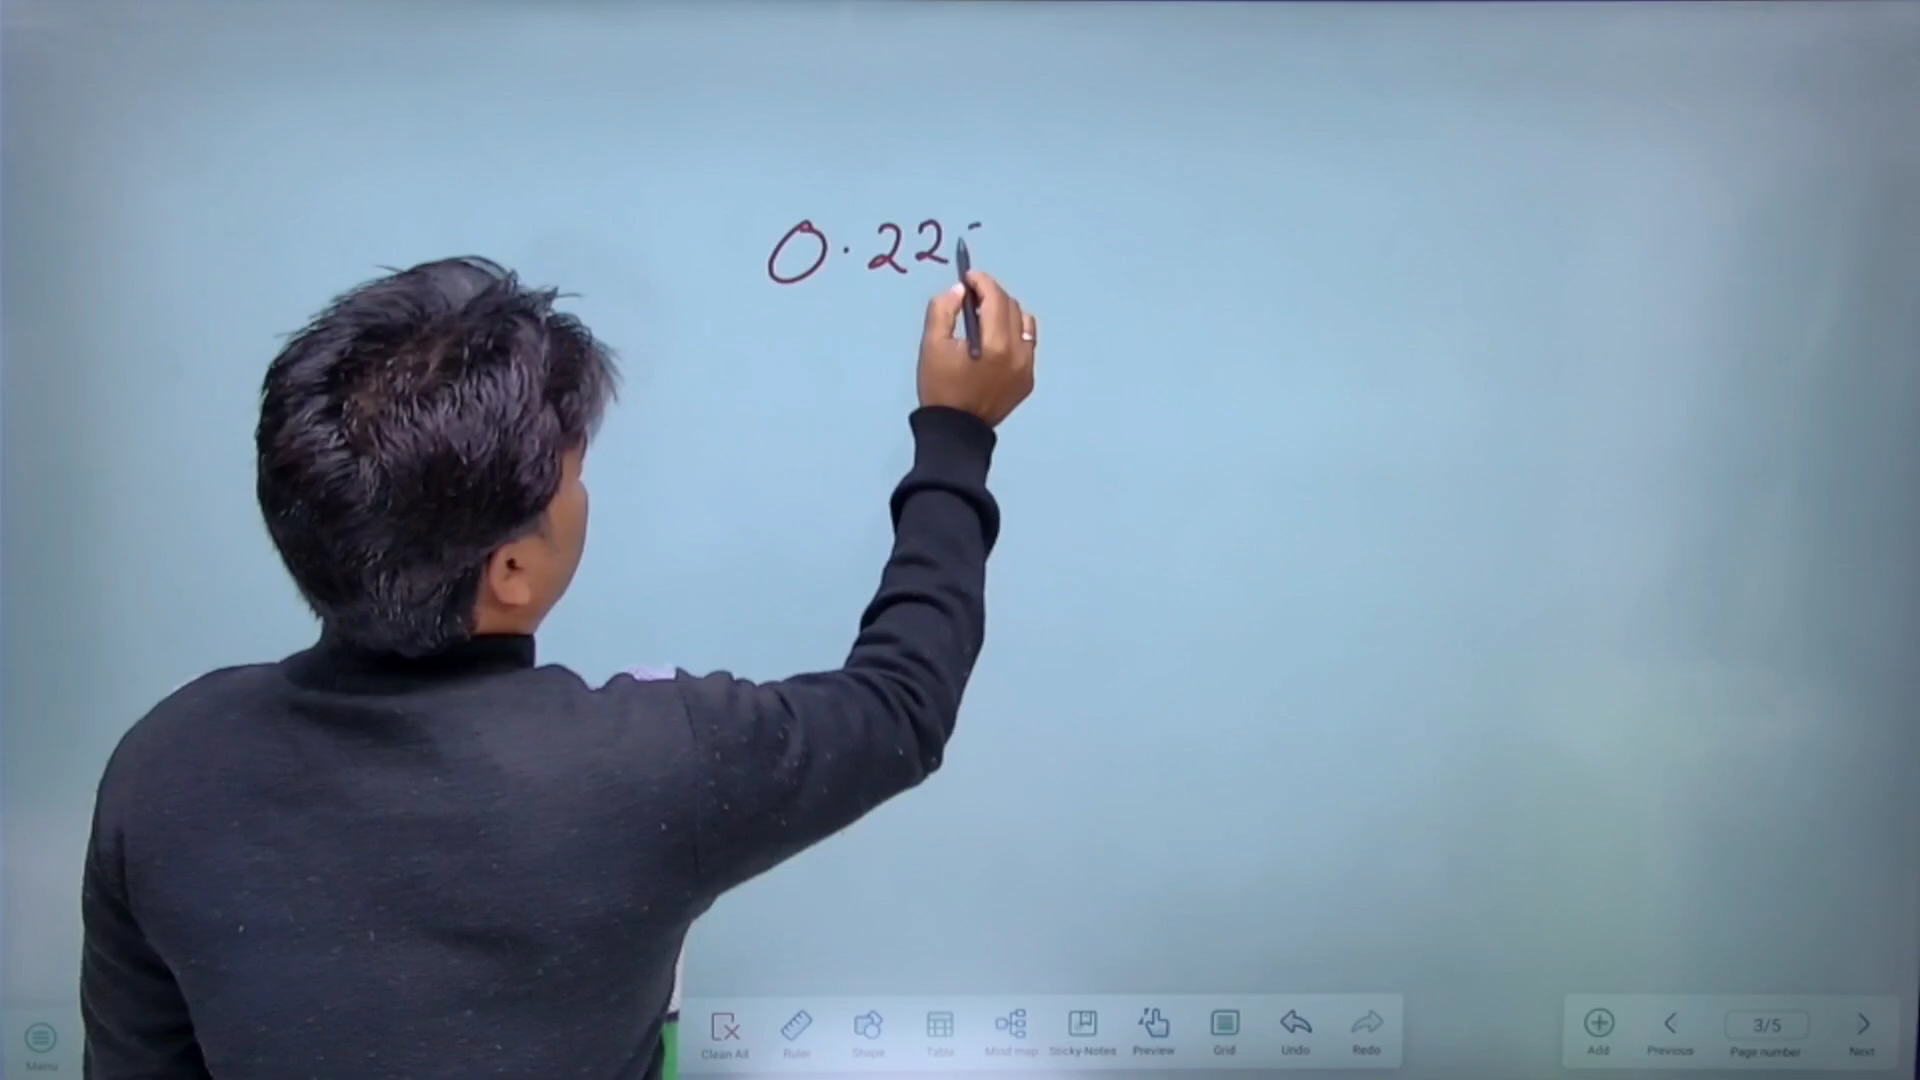 0.22
Menu
Clean All
Ruler
Shape
Table
Mind map
Sticky-Notes
Preview
Grid
Undo
Redo
Add
Previous
3/5
Page number
Next